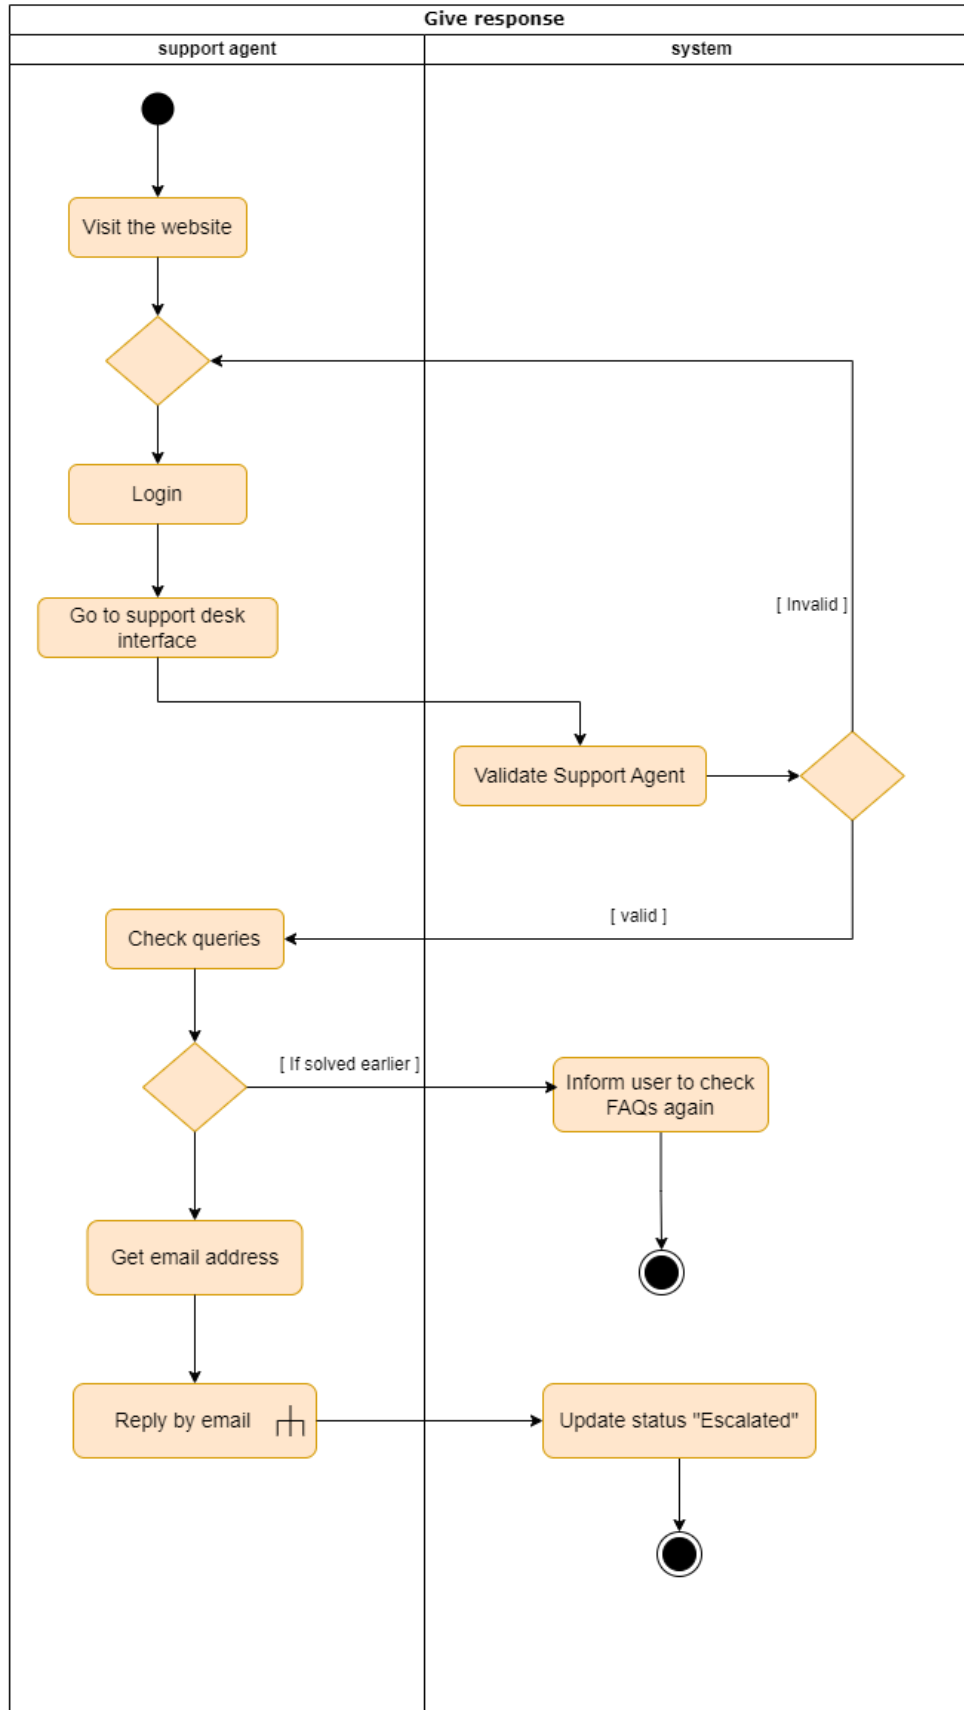 Give response
support agent
system
Visit the website
Login
Go to support desk
interface
[ Invalid ]
Validate Support Agent
[ valid ]
Check queries
[ If solved earlier ]
Inform user to check
FAQs again
Get email address
Reply by email
Update status "Escalated"